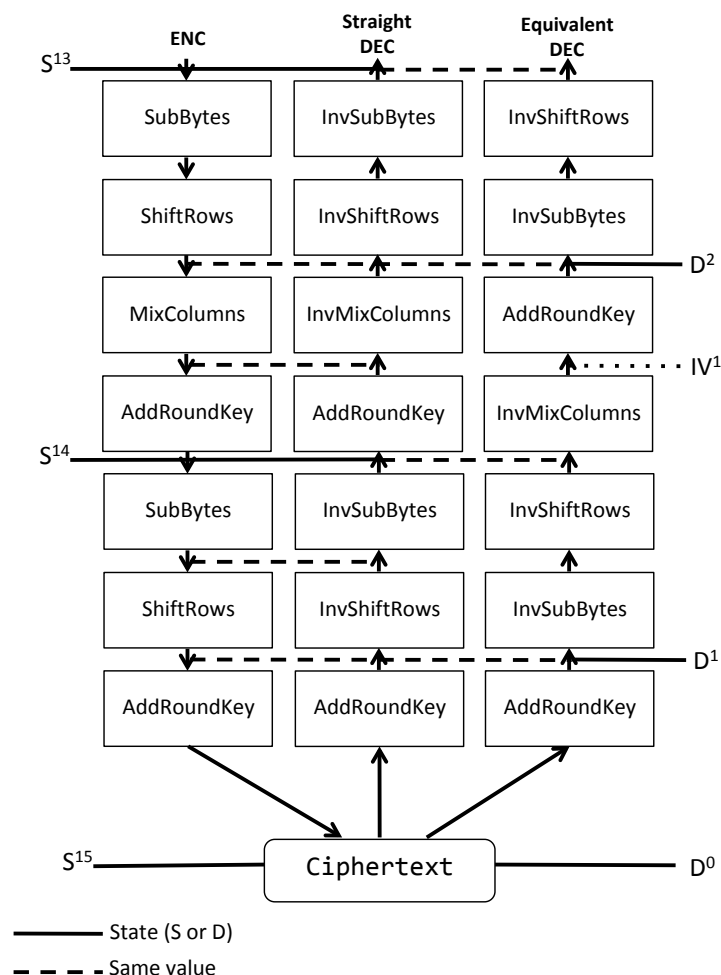 ENC
Straight
DEC
Equivalent
DEC
S¹³
SubBytes
InvSubBytes
InvShiftRows
ShiftRows
InvShiftRows
InvSubBytes
D²
MixColumns
InvMixColumns
AddRoundKey
IV¹
AddRoundKey
AddRoundKey
InvMixColumns
S¹⁴
SubBytes
InvSubBytes
InvShiftRows
ShiftRows
InvShiftRows
InvSubBytes
D¹
AddRoundKey
AddRoundKey
AddRoundKey
S¹⁵
Ciphertext
D⁰
State (S or D)
Same value